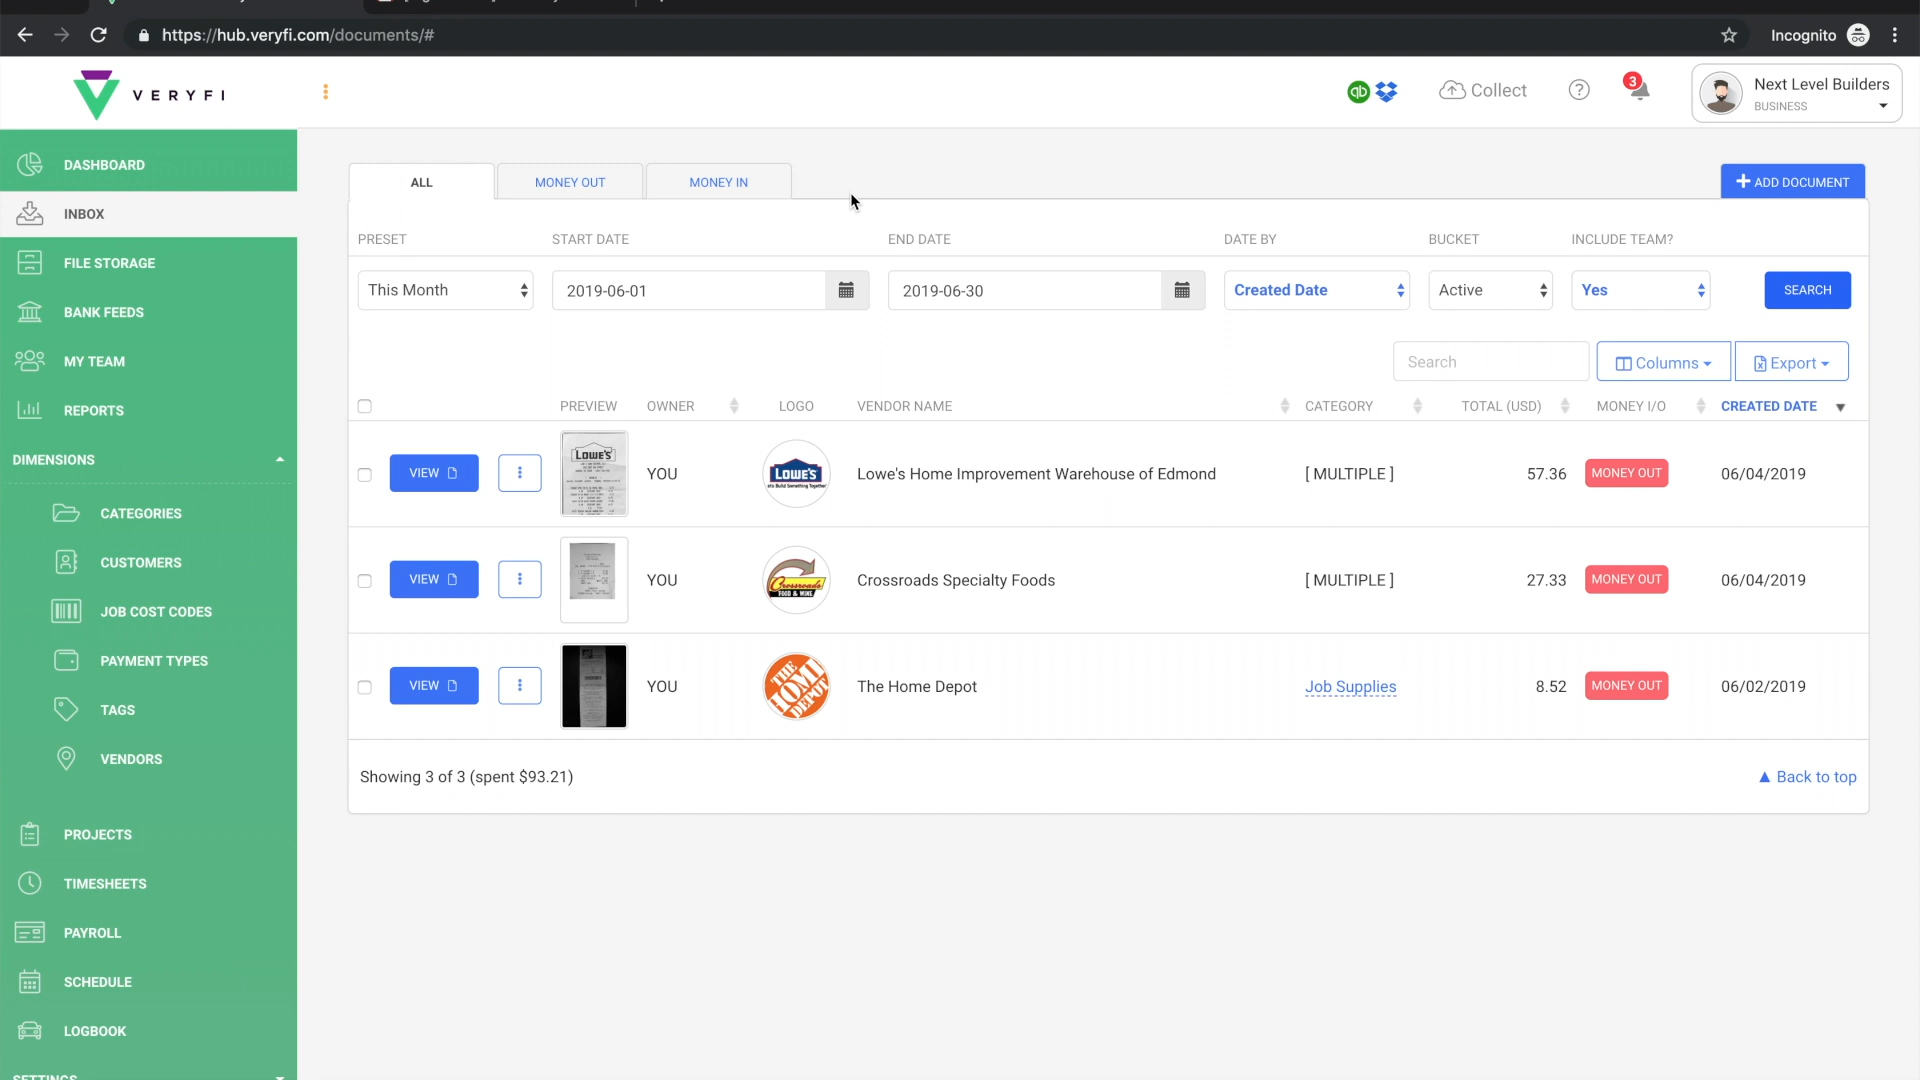 https://hub.veryfi.com/documents/#
Incognito
VERYFI
qb
Collect
?
3
Next Level Builders
BUSINESS
DASHBOARD
INBOX
FILE STORAGE
BANK FEEDS
MY TEAM
REPORTS
DIMENSIONS
CATEGORIES
CUSTOMERS
JOB COST CODES
PAYMENT TYPES
TAGS
VENDORS
PROJECTS
TIMESHEETS
PAYROLL
SCHEDULE
LOGBOOK
SETTINGS
ALL MONEY OUT MONEY IN
ADD DOCUMENT
PRESET START DATE END DATE DATE BY BUCKET INCLUDE TEAM?
This Month 2019-06-01 2019-06-30 Created Date Active Yes SEARCH
Search Columns Export
PREVIEW OWNER LOGO VENDOR NAME CATEGORY TOTAL (USD) MONEY I/O CREATED DATE
VIEW LOWE'S YOU LOWE'S Lowe's Home Improvement Warehouse of Edmond [ MULTIPLE ] 57.36 MONEY OUT 06/04/2019
VIEW YOU Crossroads FOOD & WINE Crossroads Specialty Foods [ MULTIPLE ] 27.33 MONEY OUT 06/04/2019
VIEW YOU THE HOME DEPOT The Home Depot Job Supplies 8.52 MONEY OUT 06/02/2019
Showing 3 of 3 (spent $93.21)
Back to top